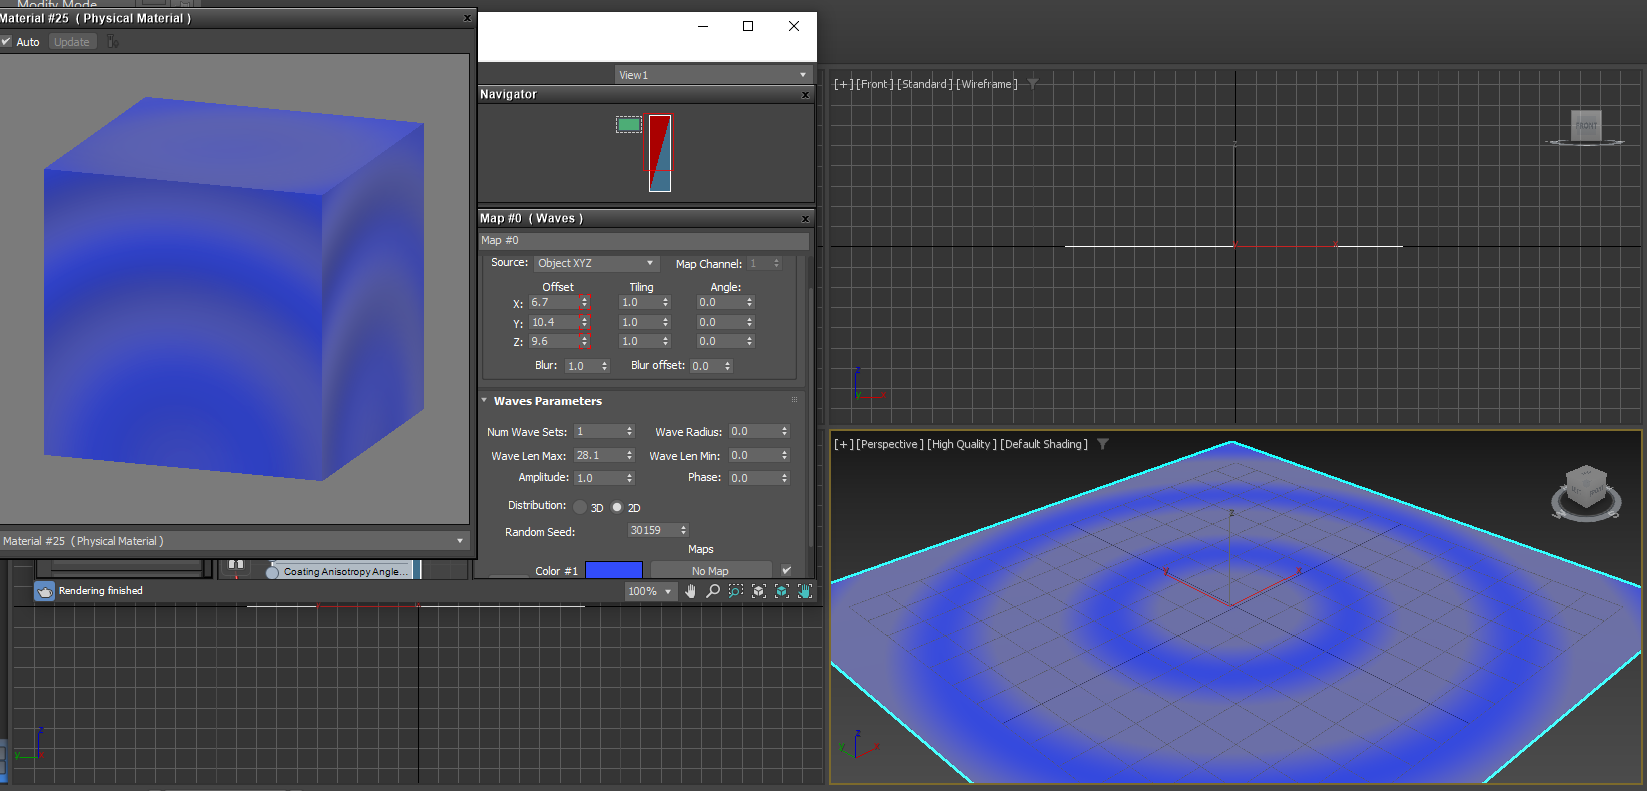 Modify Mode
Material #25 ( Physical Material )
Auto
Update
View1
Navigator
Map #0 ( Waves )
Map #0
Source: Object XYZ Map Channel: 1
Offset Tiling Angle:
X: 6.7 1.0 0.0
Y: 10.4 1.0 0.0
Z: 9.6 1.0 0.0
Blur: 1.0 Blur offset: 0.0
Waves Parameters
Num Wave Sets: 1 Wave Radius: 0.0
Wave Len Max: 28.1 Wave Len Min: 0.0
Amplitude: 1.0 Phase: 0.0
Distribution: 3D 2D
Random Seed: 30159
Maps
Color #1 No Map
Material #25 ( Physical Material )
Coating Anisotropy Angle...
Rendering finished
100%
z
y
[+] [Front] [Standard] [Wireframe]
FRONT
z
x
z
y
x
[+] [Perspective] [High Quality] [Default Shading]
z
y
x
z
y
x